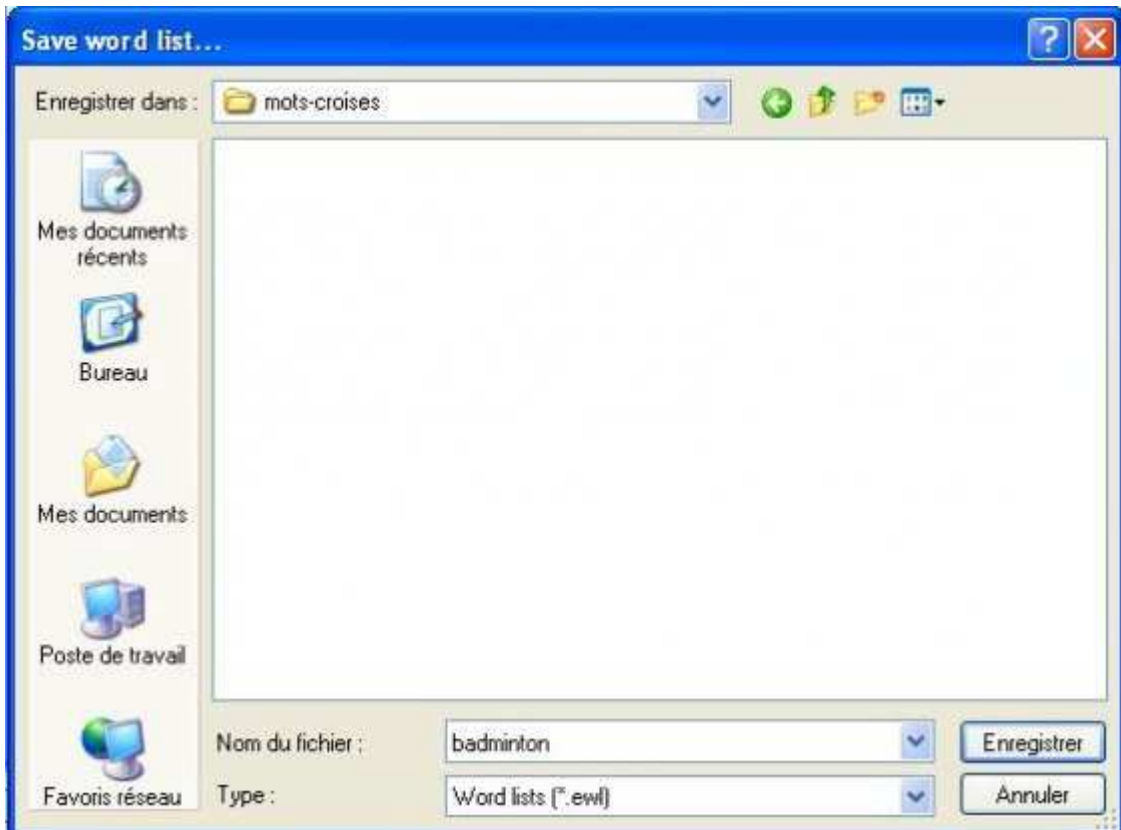 Save word list...
Enregistrer dans :
mots-croises
Mes documents
récents
Bureau
Mes documents
Poste de travail
Favoris réseau
Nom du fichier :
badminton
Enregistrer
Type :
Word lists (*.ewl)
Annuler